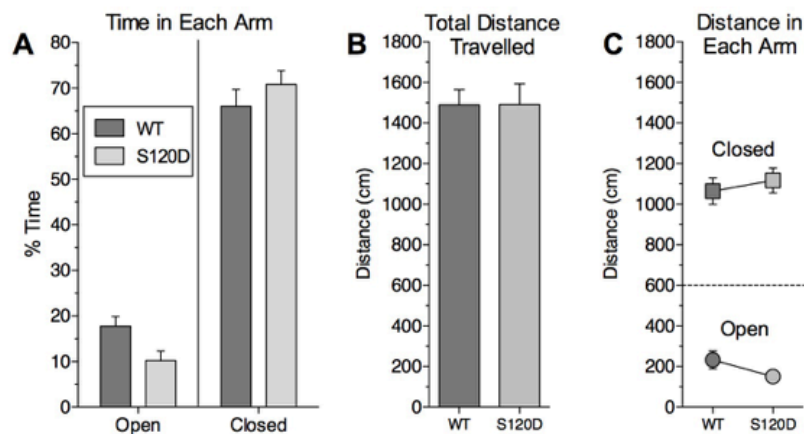 A
Time in Each Arm
% Time
80
70
60
50
40
30
20
10
0
WT
S120D
Open
Closed
B
Total Distance
Travelled
Distance (cm)
1800
1600
1400
1200
1000
800
600
400
200
0
WT
S120D
C
Distance in
Each Arm
Distance (cm)
1800
1600
1400
1200
1000
800
600
400
200
0
Closed
Open
WT
S120D